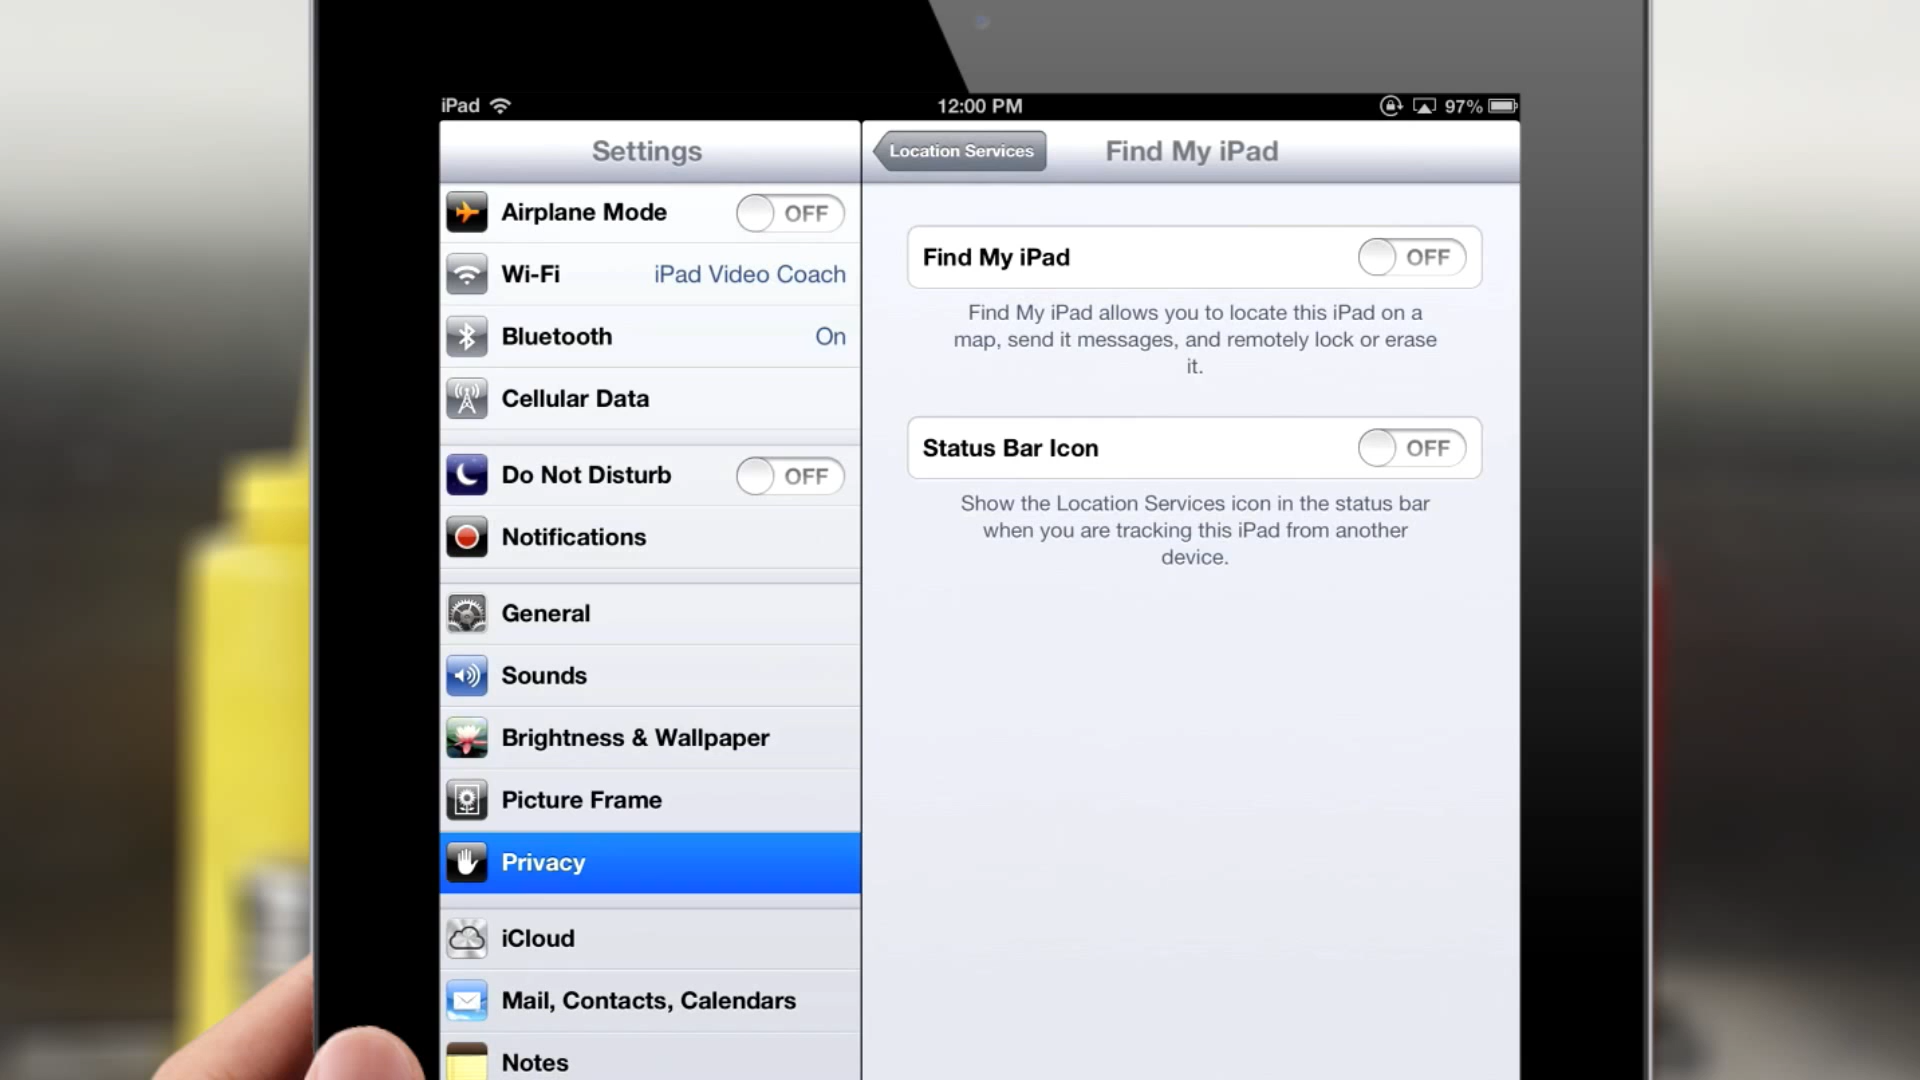 iPad
12:00 PM
97%
Settings
Airplane Mode OFF
Wi-Fi iPad Video Coach
Bluetooth On
Cellular Data
Do Not Disturb OFF
Notifications
General
Sounds
Brightness & Wallpaper
Picture Frame
Privacy
iCloud
Mail, Contacts, Calendars
Notes
Location Services
Find My iPad
Find My iPad OFF
Find My iPad allows you to locate this iPad on a
map, send it messages, and remotely lock or erase
it.
Status Bar Icon OFF
Show the Location Services icon in the status bar
when you are tracking this iPad from another
device.